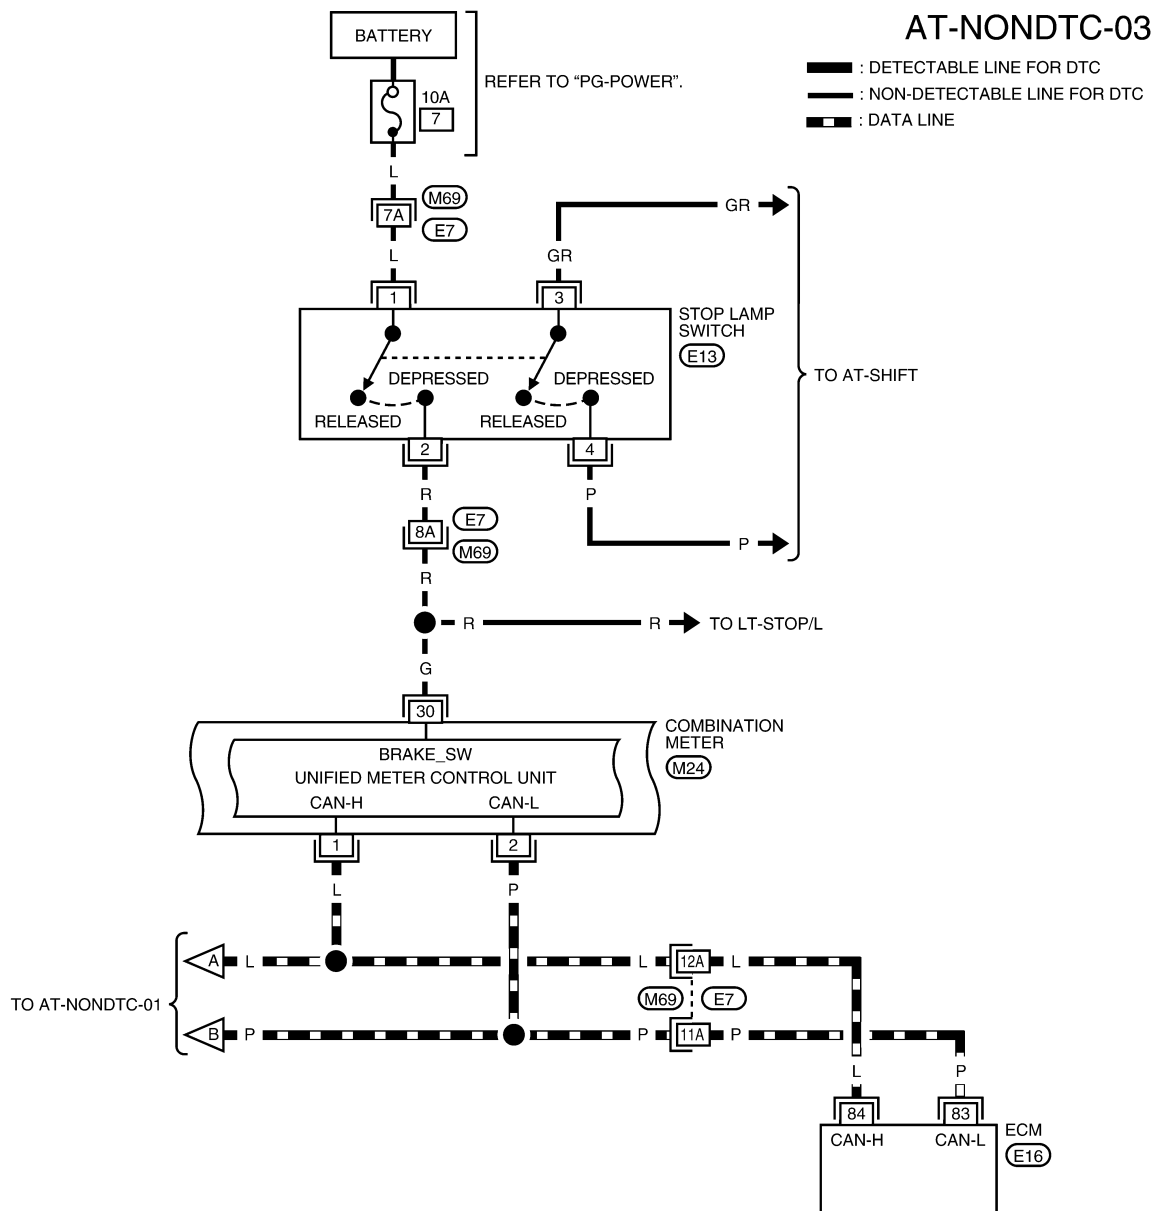 AT-NONDTC-03
: DETECTABLE LINE FOR DTC
: NON-DETECTABLE LINE FOR DTC
: DATA LINE
BATTERY
REFER TO “PG-POWER”.
10A
7
L
M69
7A
E7
L
GR
GR
1
3
STOP LAMP
SWITCH
E13
DEPRESSED
DEPRESSED
RELEASED
RELEASED
TO AT-SHIFT
2
4
R
P
E7
8A
M69
P
R
R
R
TO LT-STOP/L
G
30
COMBINATION
METER
M24
BRAKE_SW
UNIFIED METER CONTROL UNIT
CAN-H
CAN-L
1
2
L
P
A
L
L
12A
L
TO AT-NONDTC-01
M69
E7
B
P
P
11A
P
L
P
84
83
ECM
E16
CAN-H
CAN-L